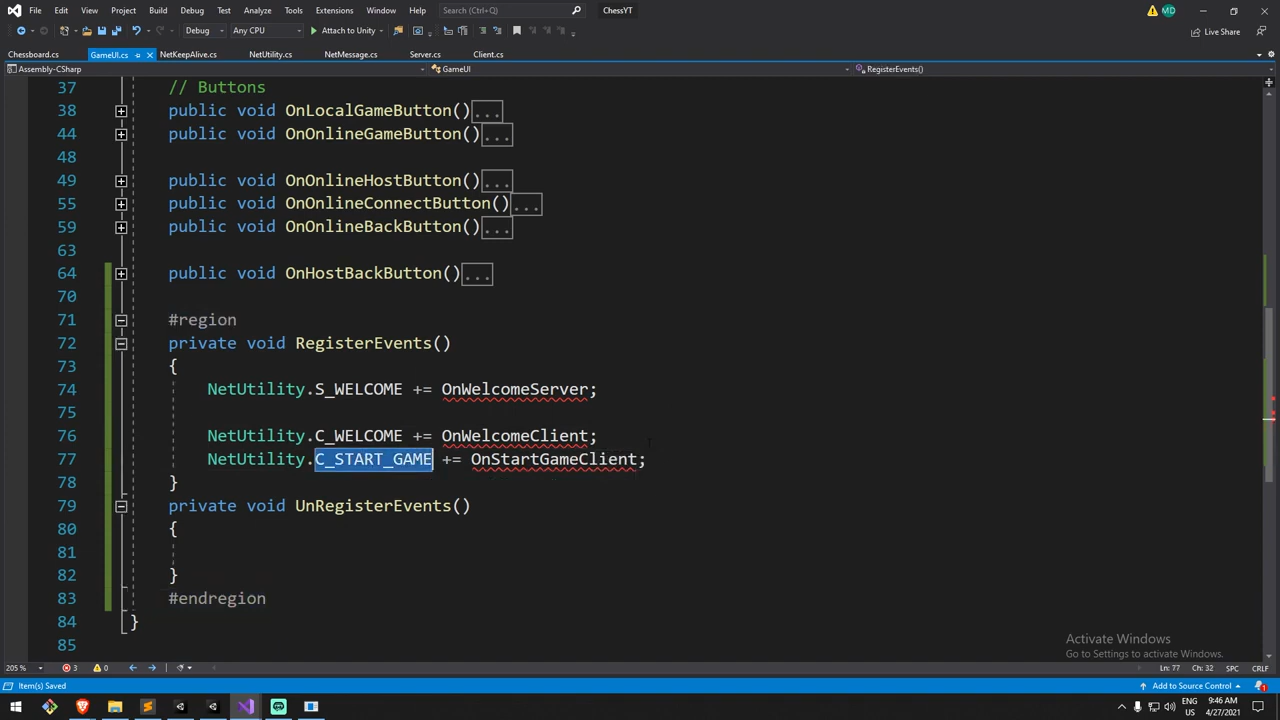 File Edit View Project Build Debug Test Analyze Tools Extensions Window Help Search (Ctrl+Q) ChessYT MD
Debug Any CPU Attach to Unity Live Share
Chessboard.cs GameUI.cs NetKeepAlive.cs NetUtility.cs NetMessage.cs Server.cs Client.cs
Assembly-CSharp GameUI RegisterEvents()
37 // Buttons
38 public void OnLocalGameButton()...
44 public void OnOnlineGameButton()...
48
49 public void OnOnlineHostButton()...
55 public void OnOnlineConnectButton()...
59 public void OnOnlineBackButton()...
63
64 public void OnHostBackButton()...
70
71 #region
72 private void RegisterEvents()
73 {
74 NetUtility.S_WELCOME += OnWelcomeServer;
75
76 NetUtility.C_WELCOME += OnWelcomeClient;
77 NetUtility.C_START_GAME += OnStartGameClient;
78 }
79 private void UnRegisterEvents()
80 {
81
82 }
83 #endregion
84 }
85
Activate Windows
Go to Settings to activate Windows.
205 % 3 0 Ln: 77 Ch: 32 SPC CRLF
Item(s) Saved Add to Source Control 1
ENG 9:46 AM
US 4/27/2021